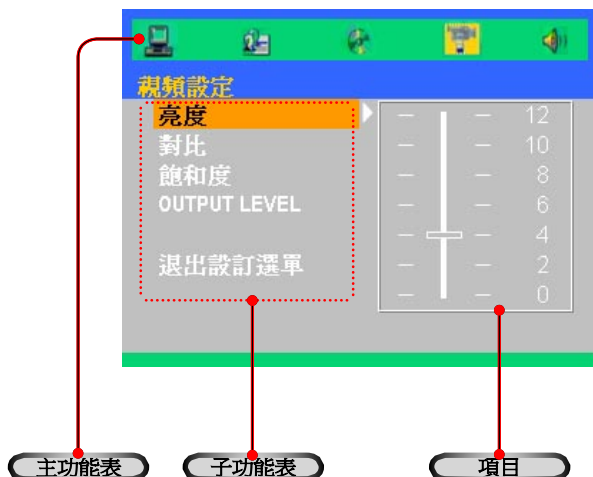 視頻設定
亮度
對比
飽和度
OUTPUT LEVEL
退出設訂選單
12
10
8
6
4
2
0
主功能表
子功能表
項目